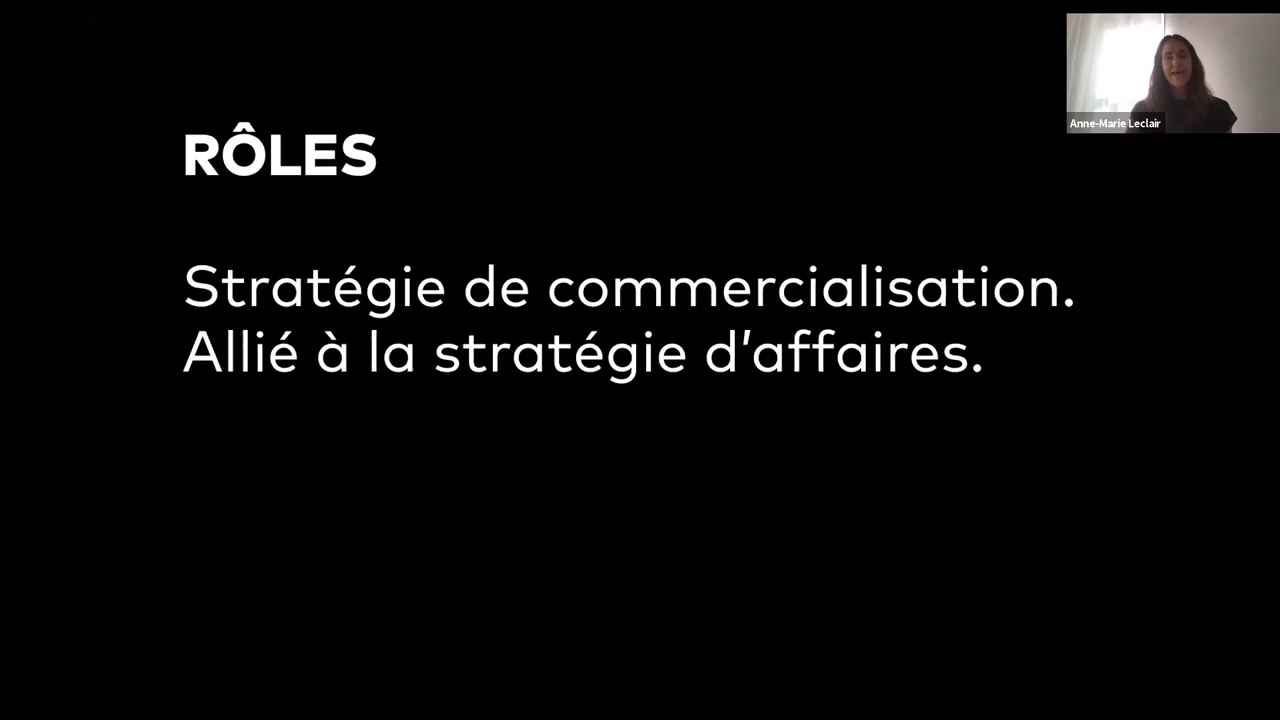 Anne-Marie Leclair
RÔLES
Stratégie de commercialisation.
Allié à la stratégie d’affaires.